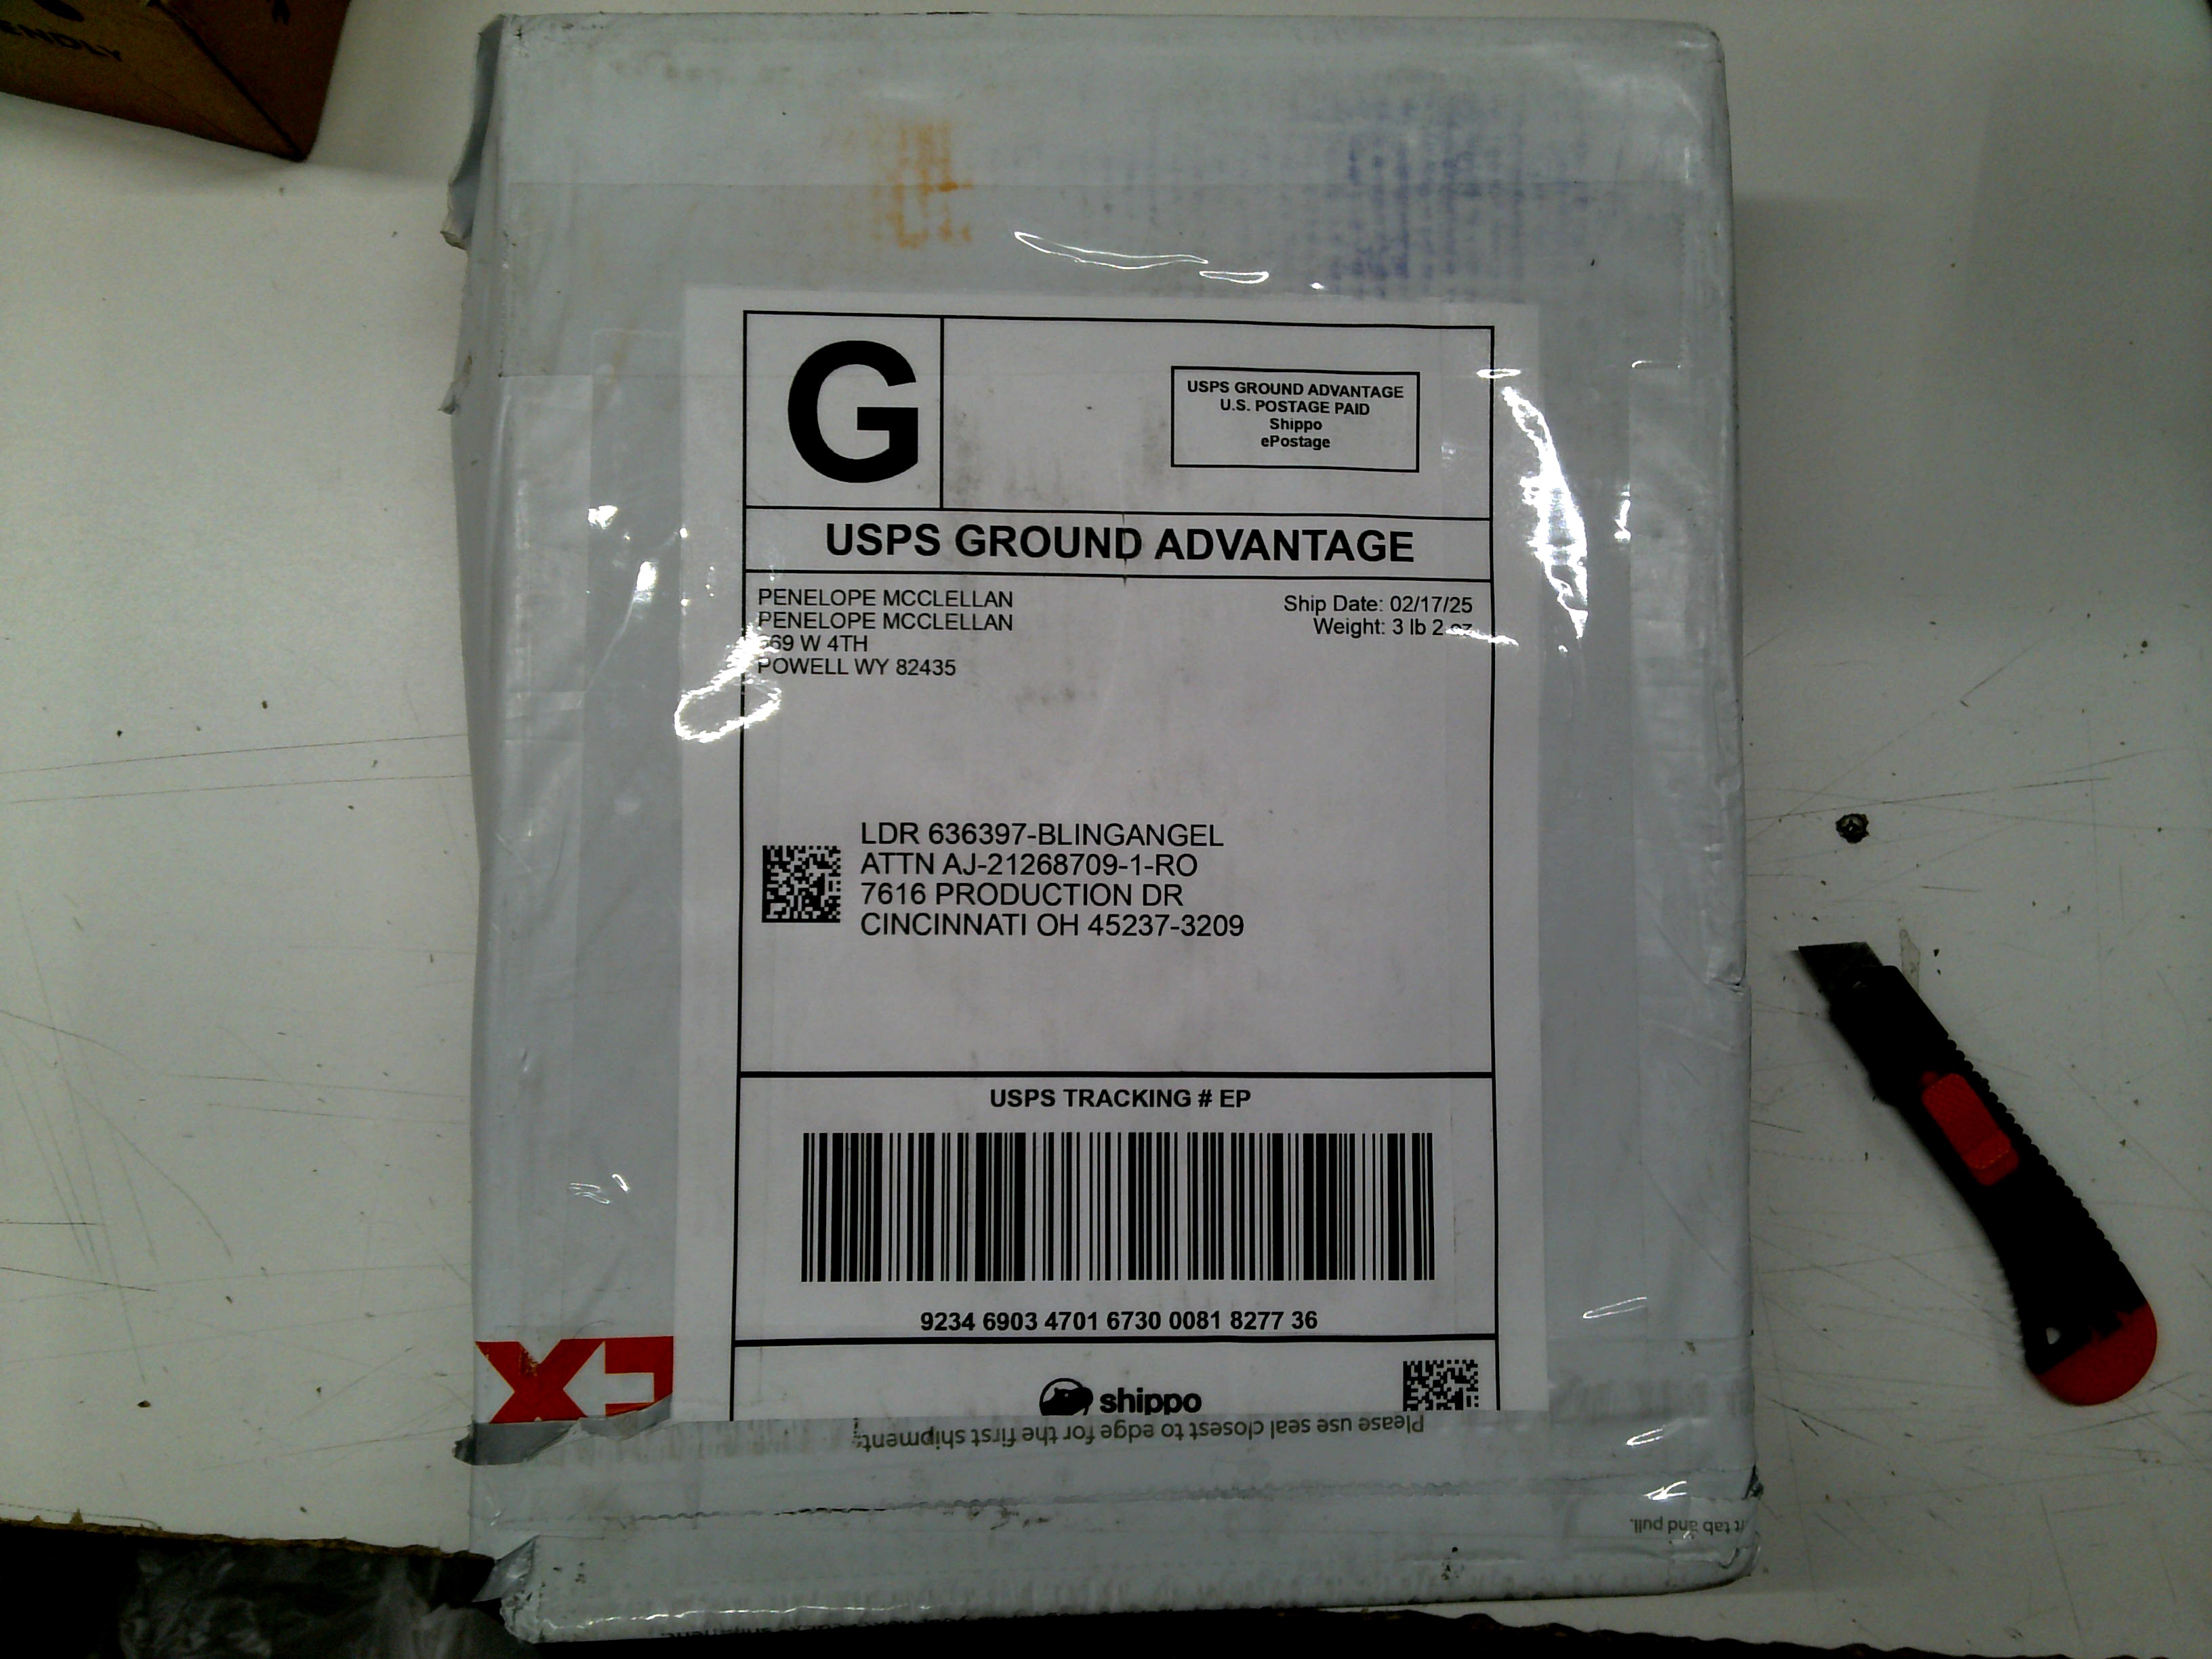 ENDLY
G
USPS GROUND ADVANTAGE
U.S. POSTAGE PAID
Shippo
ePostage
USPS GROUND ADVANTAGE
PENELOPE MCCLELLAN
PENELOPE MCCLELLAN
W 4TH
POWELL WY 82435
Ship Date: 02/17/25
Weight: 3 lb 2 oz
LDR 636397-BLINGANGEL
ATTN AJ-21268709-1-RO
7616 PRODUCTION DR
CINCINNATI OH 45237-3209
USPS TRACKING # EP
9234 6903 4701 6730 0081 8277 36
shippo
Please use seal closest to edge for the first shipment.
tab and pull.